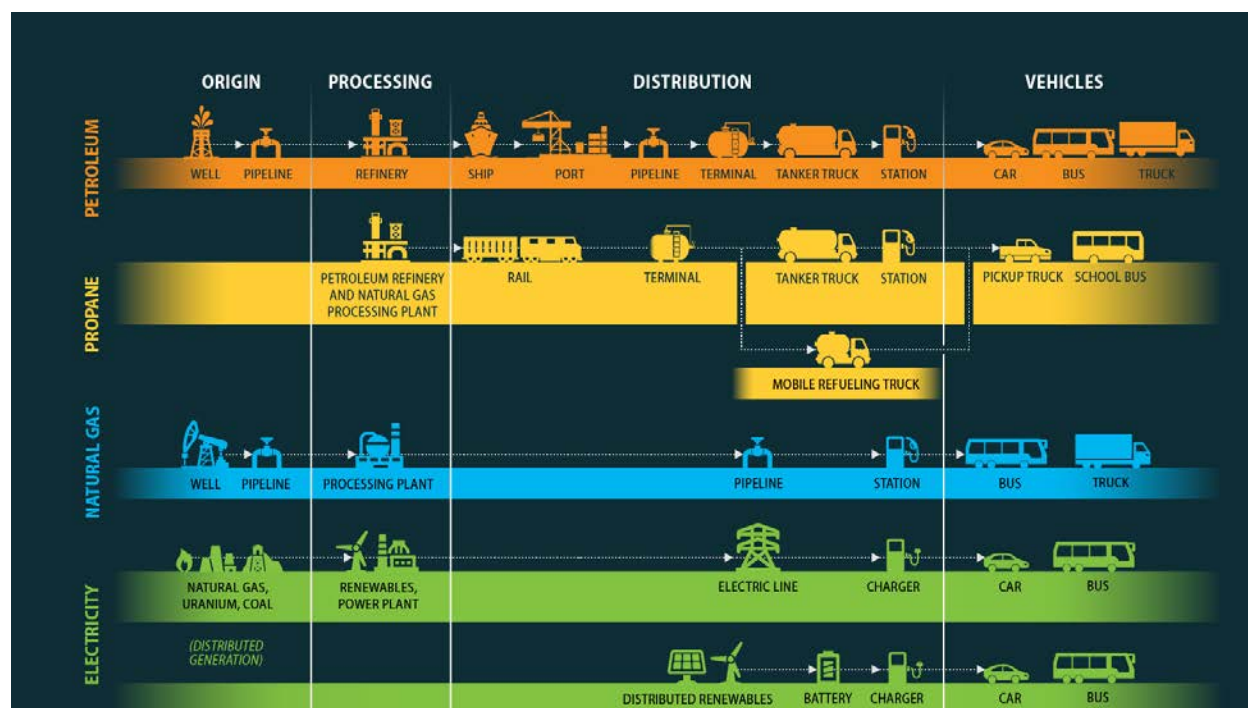 ORIGIN PROCESSING DISTRIBUTION VEHICLES
PETROLEUM
WELL PIPELINE REFINERY SHIP PORT PIPELINE TERMINAL TANKER TRUCK STATION CAR BUS TRUCK
PROPANE
PETROLEUM REFINERY
AND NATURAL GAS
PROCESSING PLANT
RAIL TERMINAL TANKER TRUCK STATION PICKUP TRUCK SCHOOL BUS
MOBILE REFUELING TRUCK
NATURAL GAS
WELL PIPELINE PROCESSING PLANT PIPELINE STATION BUS TRUCK
ELECTRICITY
NATURAL GAS,
URANIUM, COAL
RENEWABLES,
POWER PLANT
ELECTRIC LINE CHARGER CAR BUS
(DISTRIBUTED
GENERATION)
DISTRIBUTED RENEWABLES BATTERY CHARGER CAR BUS